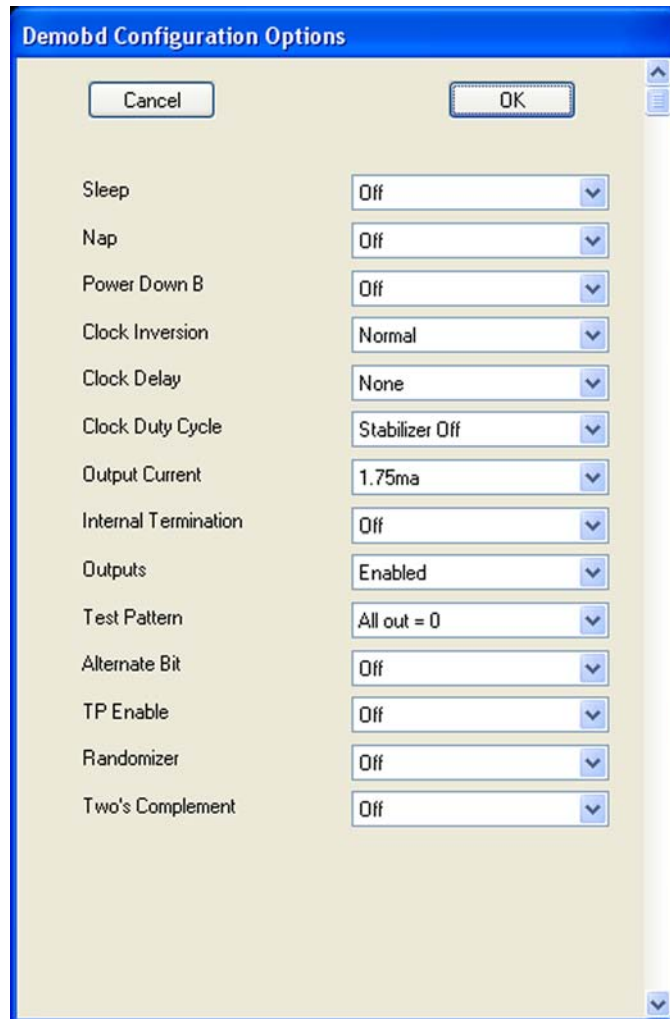 Demobd Configuration Options
Cancel OK
Sleep Off
Nap Off
Power Down B Off
Clock Inversion Normal
Clock Delay None
Clock Duty Cycle Stabilizer Off
Output Current 1.75ma
Internal Termination Off
Outputs Enabled
Test Pattern All out = 0
Alternate Bit Off
TP Enable Off
Randomizer Off
Two's Complement Off